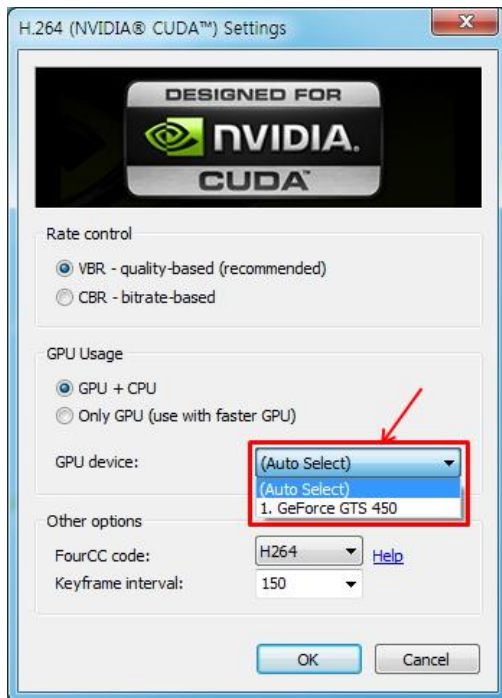 H.264 (NVIDIA® CUDA™) Settings
DESIGNED FOR
NVIDIA.
CUDA™
Rate control
VBR - quality-based (recommended)
CBR - bitrate-based
GPU Usage
GPU + CPU
Only GPU (use with faster GPU)
GPU device: (Auto Select)
(Auto Select)
1. GeForce GTS 450
Other options
FourCC code: H264 Help
Keyframe interval: 150
OK Cancel